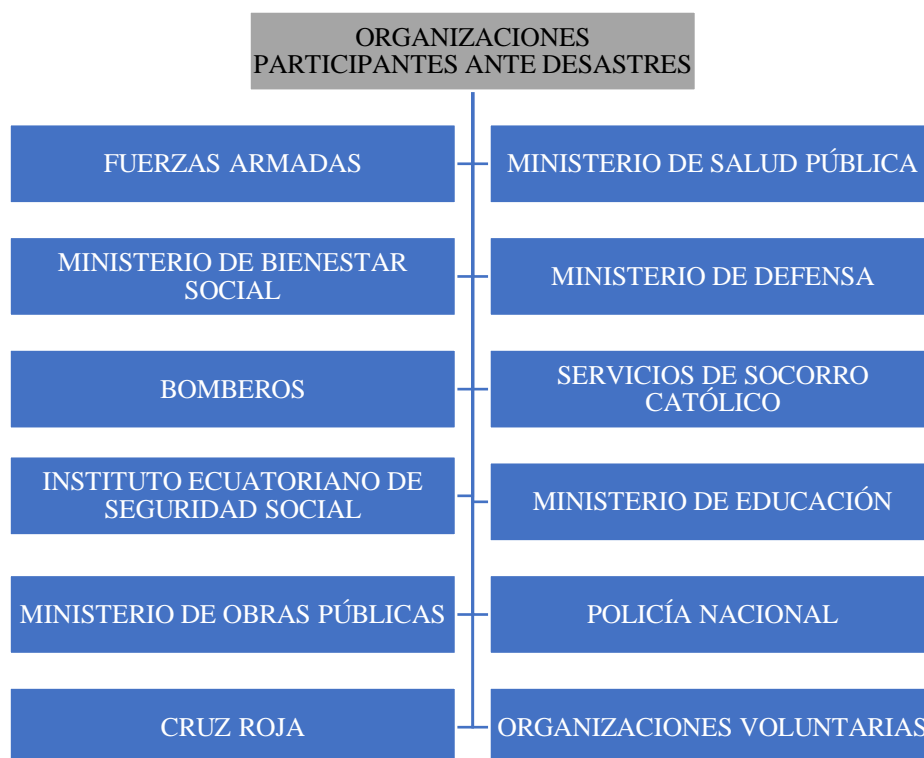 ORGANIZACIONES
PARTICIPANTES ANTE DESASTRES
FUERZAS ARMADAS
MINISTERIO DE SALUD PÚBLICA
MINISTERIO DE BIENESTAR
SOCIAL
MINISTERIO DE DEFENSA
BOMBEROS
SERVICIOS DE SOCORRO
CATÓLICO
INSTITUTO ECUATORIANO DE
SEGURIDAD SOCIAL
MINISTERIO DE EDUCACIÓN
MINISTERIO DE OBRAS PÚBLICAS
POLICÍA NACIONAL
CRUZ ROJA
ORGANIZACIONES VOLUNTARIAS